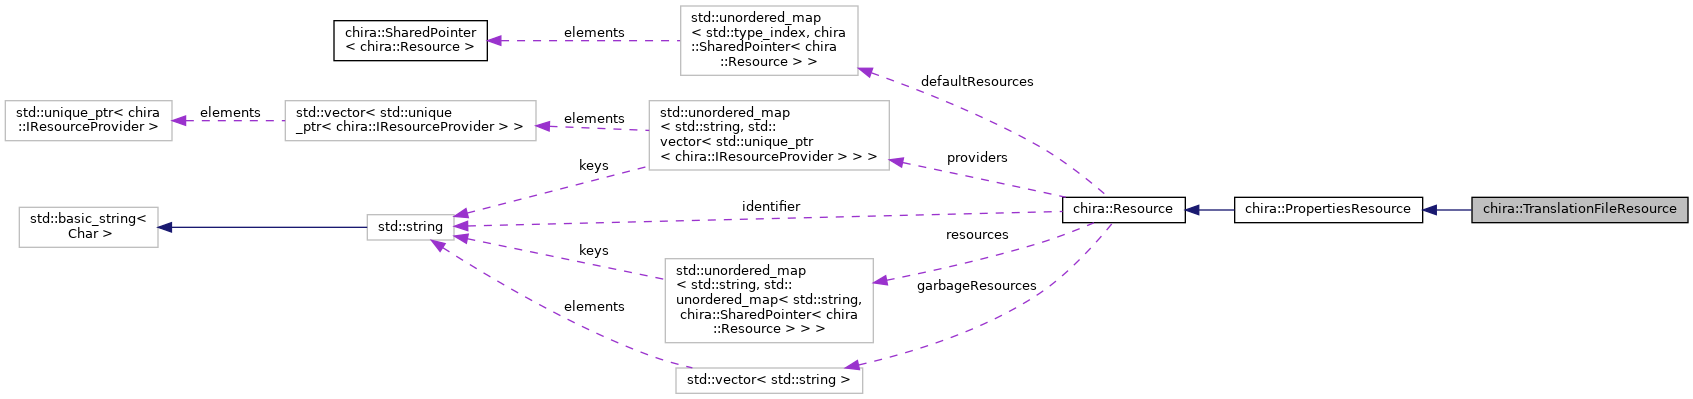 chira::SharedPointer
< chira::Resource >
elements
std::unordered_map
< std::type_index, chira
::SharedPointer< chira
::Resource > >
defaultResources
std::unique_ptr< chira
::IResourceProvider >
elements
std::vector< std::unique
_ptr< chira::IResourceProvider > >
elements
std::unordered_map
< std::string, std::
vector< std::unique_ptr
< chira::IResourceProvider > > >
providers
keys
std::basic_string<
Char >
std::string
identifier
chira::Resource
chira::PropertiesResource
chira::TranslationFileResource
resources
keys
std::unordered_map
< std::string, std::
unordered_map< std::string,
chira::SharedPointer< chira
::Resource > > >
garbageResources
elements
std::vector< std::string >